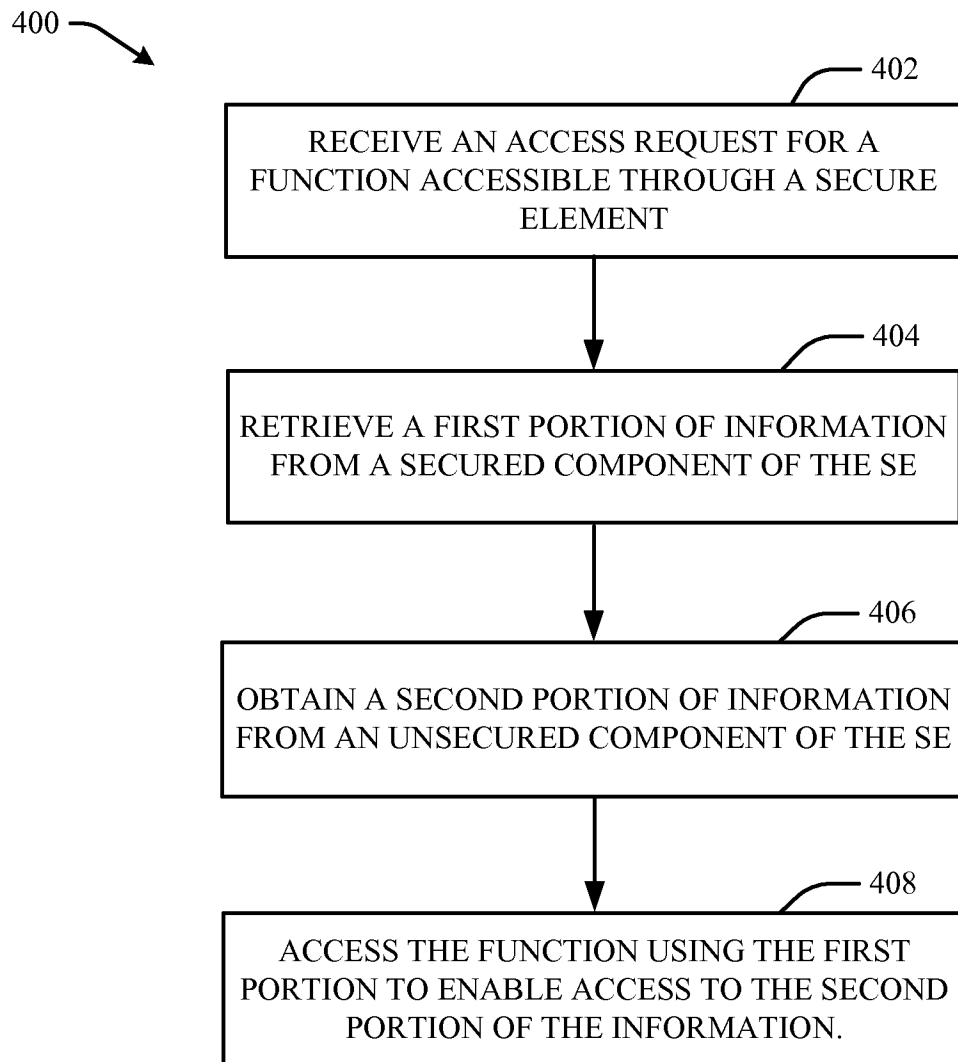 400
402
RECEIVE AN ACCESS REQUEST FOR A
FUNCTION ACCESSIBLE THROUGH A SECURE
ELEMENT
404
RETRIEVE A FIRST PORTION OF INFORMATION
FROM A SECURED COMPONENT OF THE SE
406
OBTAIN A SECOND PORTION OF INFORMATION
FROM AN UNSECURED COMPONENT OF THE SE
408
ACCESS THE FUNCTION USING THE FIRST
PORTION TO ENABLE ACCESS TO THE SECOND
PORTION OF THE INFORMATION.